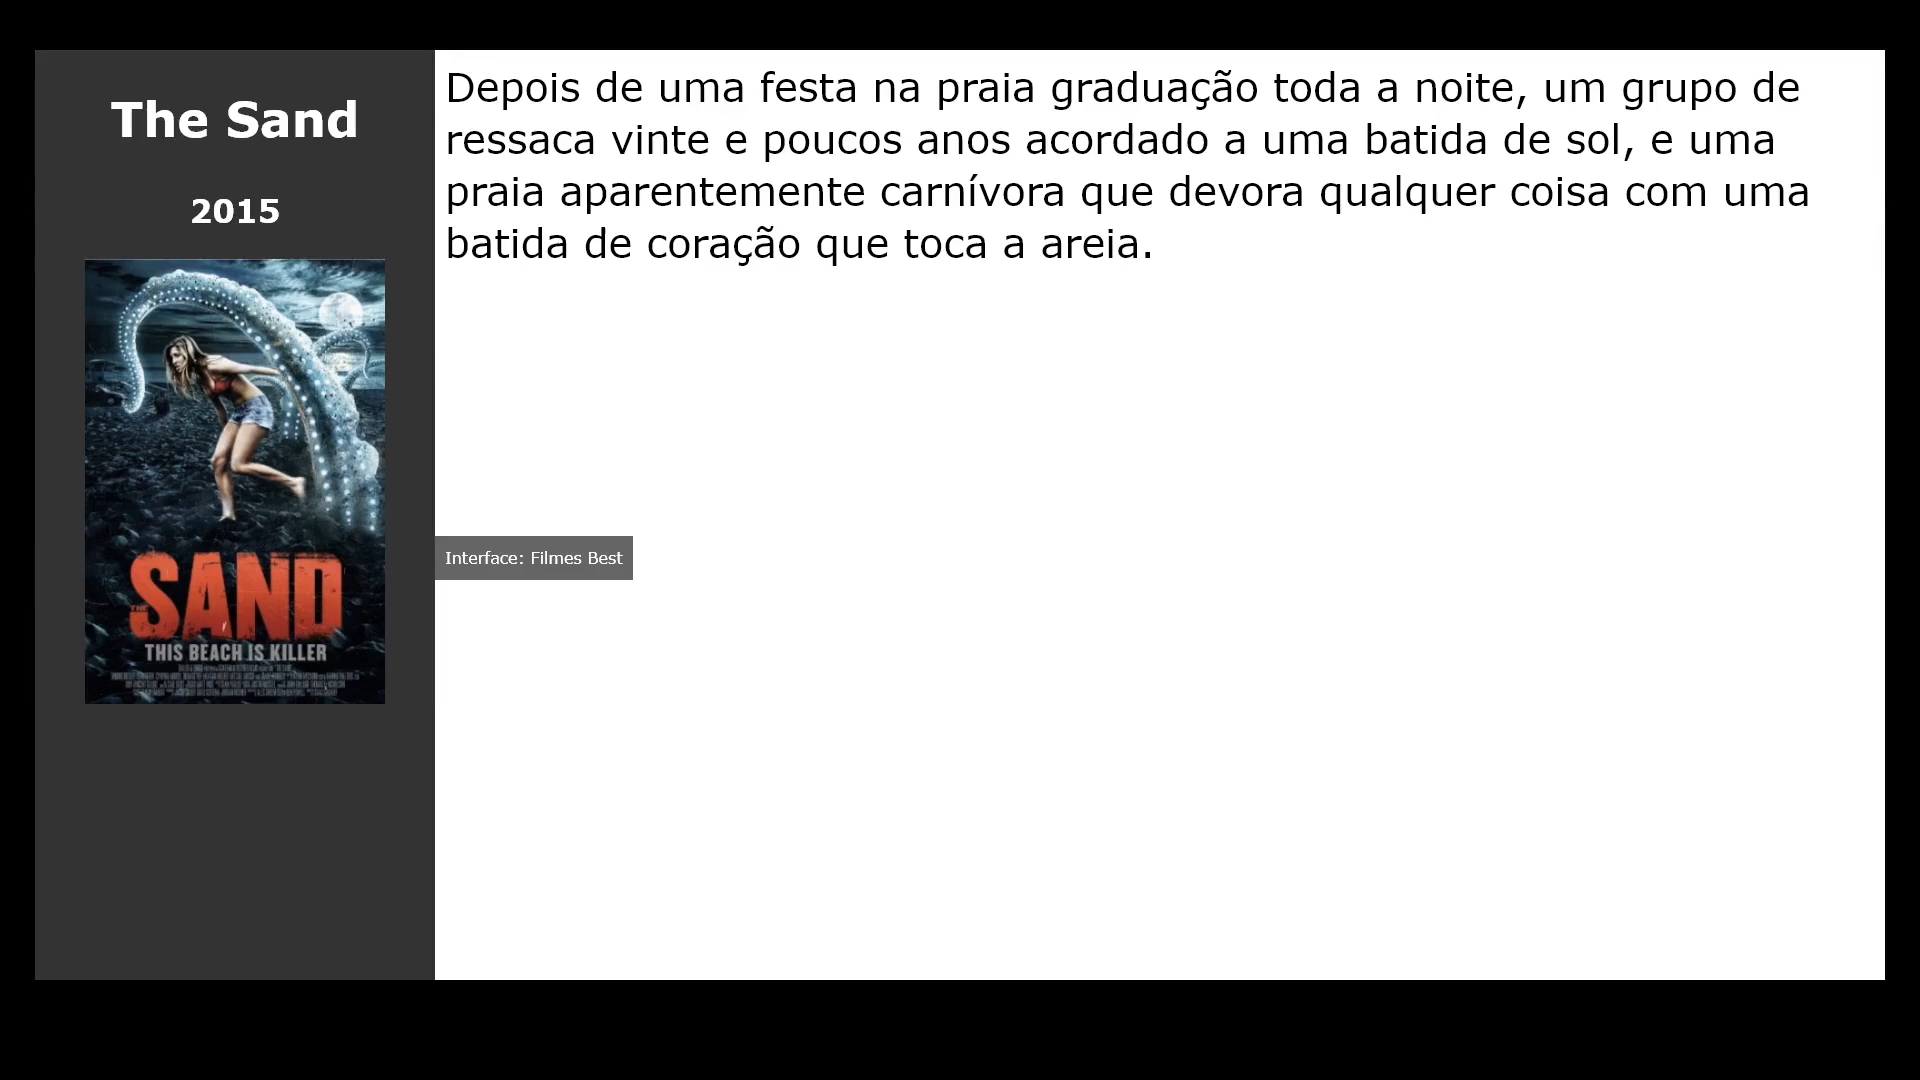 The Sand
2015
THE
SAND
THIS BEACH IS KILLER
Depois de uma festa na praia graduação toda a noite, um grupo de
ressaca vinte e poucos anos acordado a uma batida de sol, e uma
praia aparentemente carnívora que devora qualquer coisa com uma
batida de coração que toca a areia.
Interface: Filmes Best